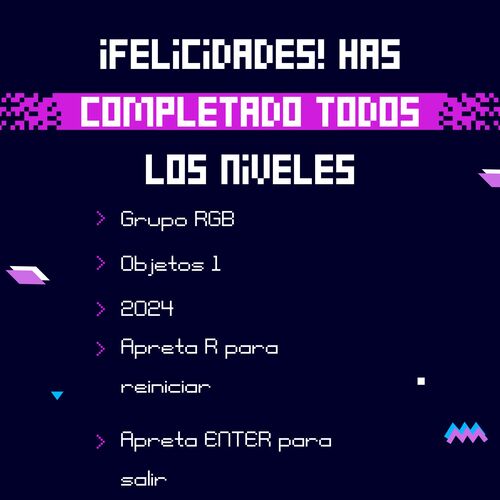 ¡FELICIDADES! HAS
COMPLETADO TODOS
LOS NIVELES
> Grupo RGB
> Objetos 1
> 2024
> Apreta R para
reiniciar
> Apreta ENTER para
salir